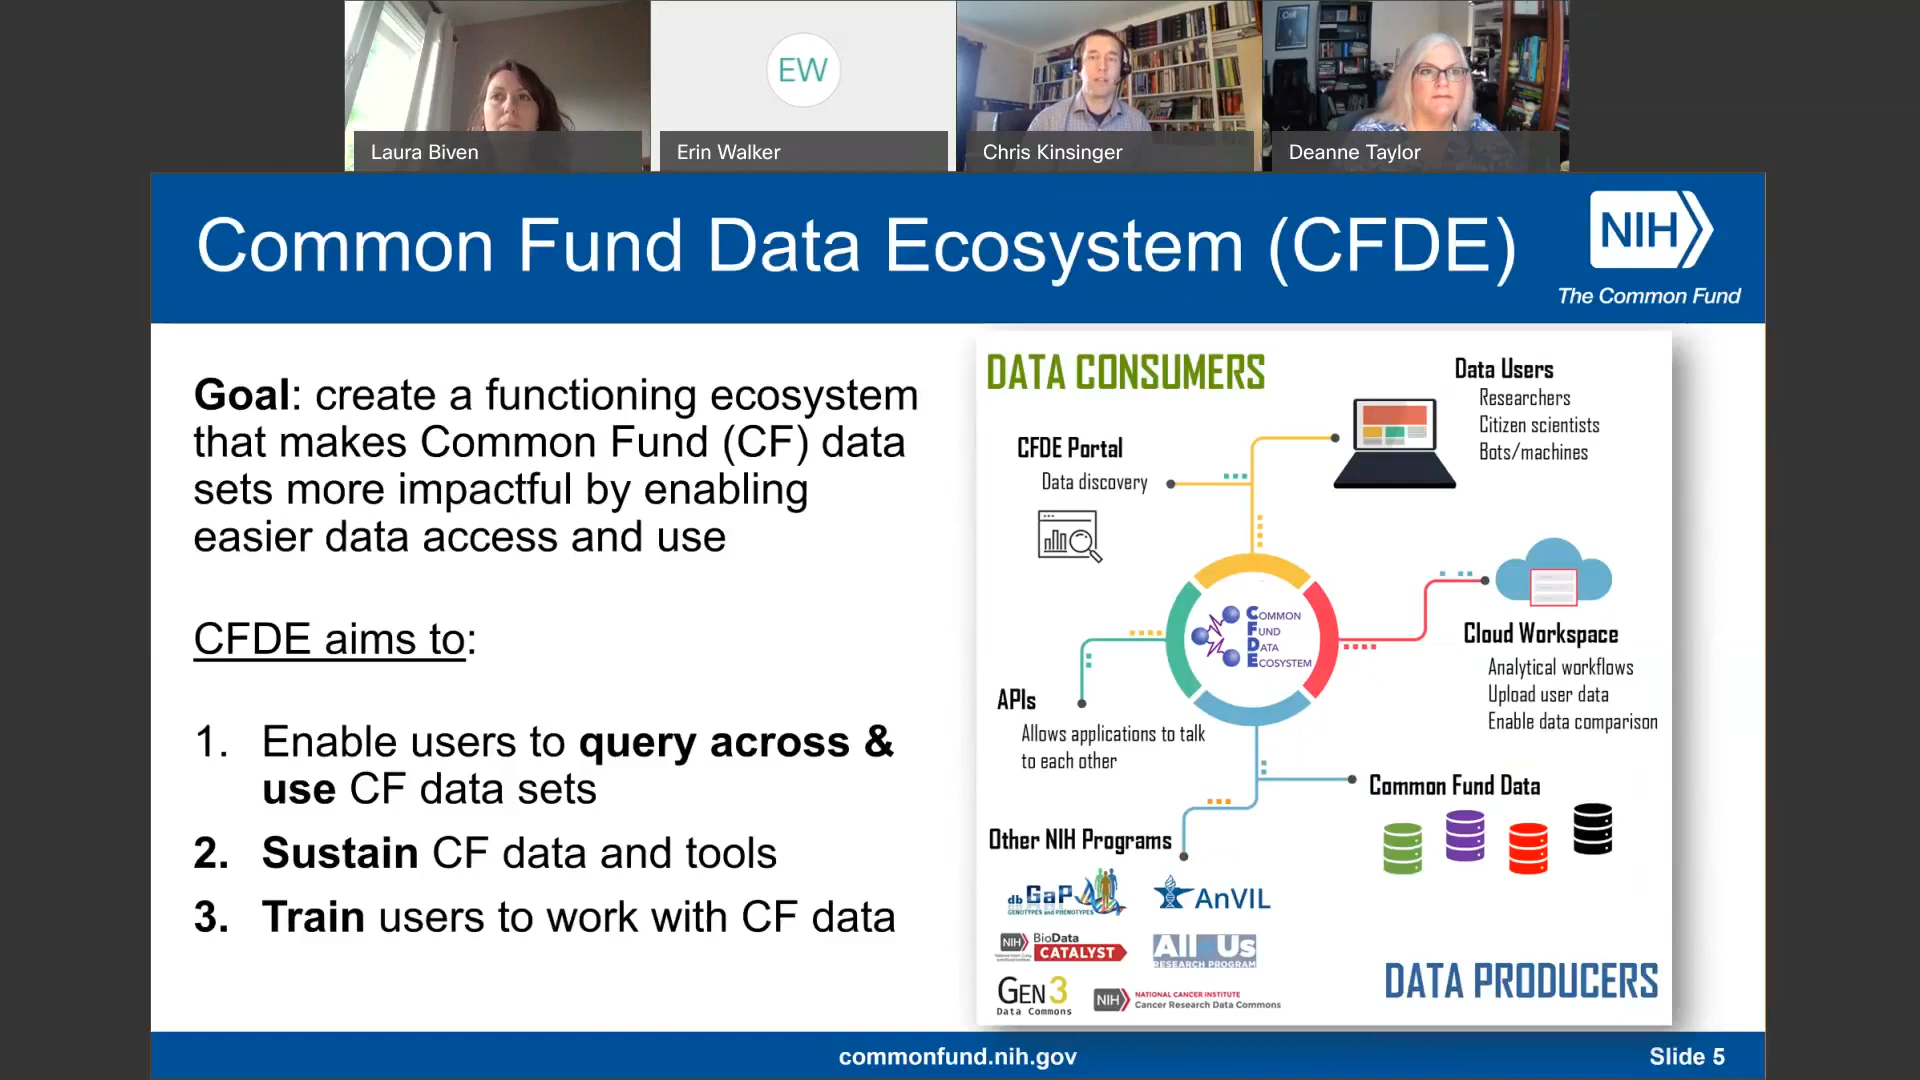 EW
Laura Biven
Erin Walker
Chris Kinsinger
Deanne Taylor
Common Fund Data Ecosystem (CFDE)
NIH
The Common Fund
Goal: create a functioning ecosystem
that makes Common Fund (CF) data
sets more impactful by enabling
easier data access and use
CFDE aims to:
1. Enable users to query across &
use CF data sets
2. Sustain CF data and tools
3. Train users to work with CF data
DATA CONSUMERS
Data Users
Researchers
Citizen scientists
Bots/machines
CFDE Portal
Data discovery
COMMON
FUND
DATA
ECOSYSTEM
Cloud Workspace
Analytical workflows
Upload user data
Enable data comparison
APIs
Allows applications to talk
to each other
Common Fund Data
Other NIH Programs
dbGaP
GENOTYPES and PHENOTYPES
AnVIL
NIH
BioData
CATALYST
All of Us
RESEARCH PROGRAM
GEN3
Data Commons
NIH
NATIONAL CANCER INSTITUTE
Cancer Research Data Commons
DATA PRODUCERS
commonfund.nih.gov
Slide 5